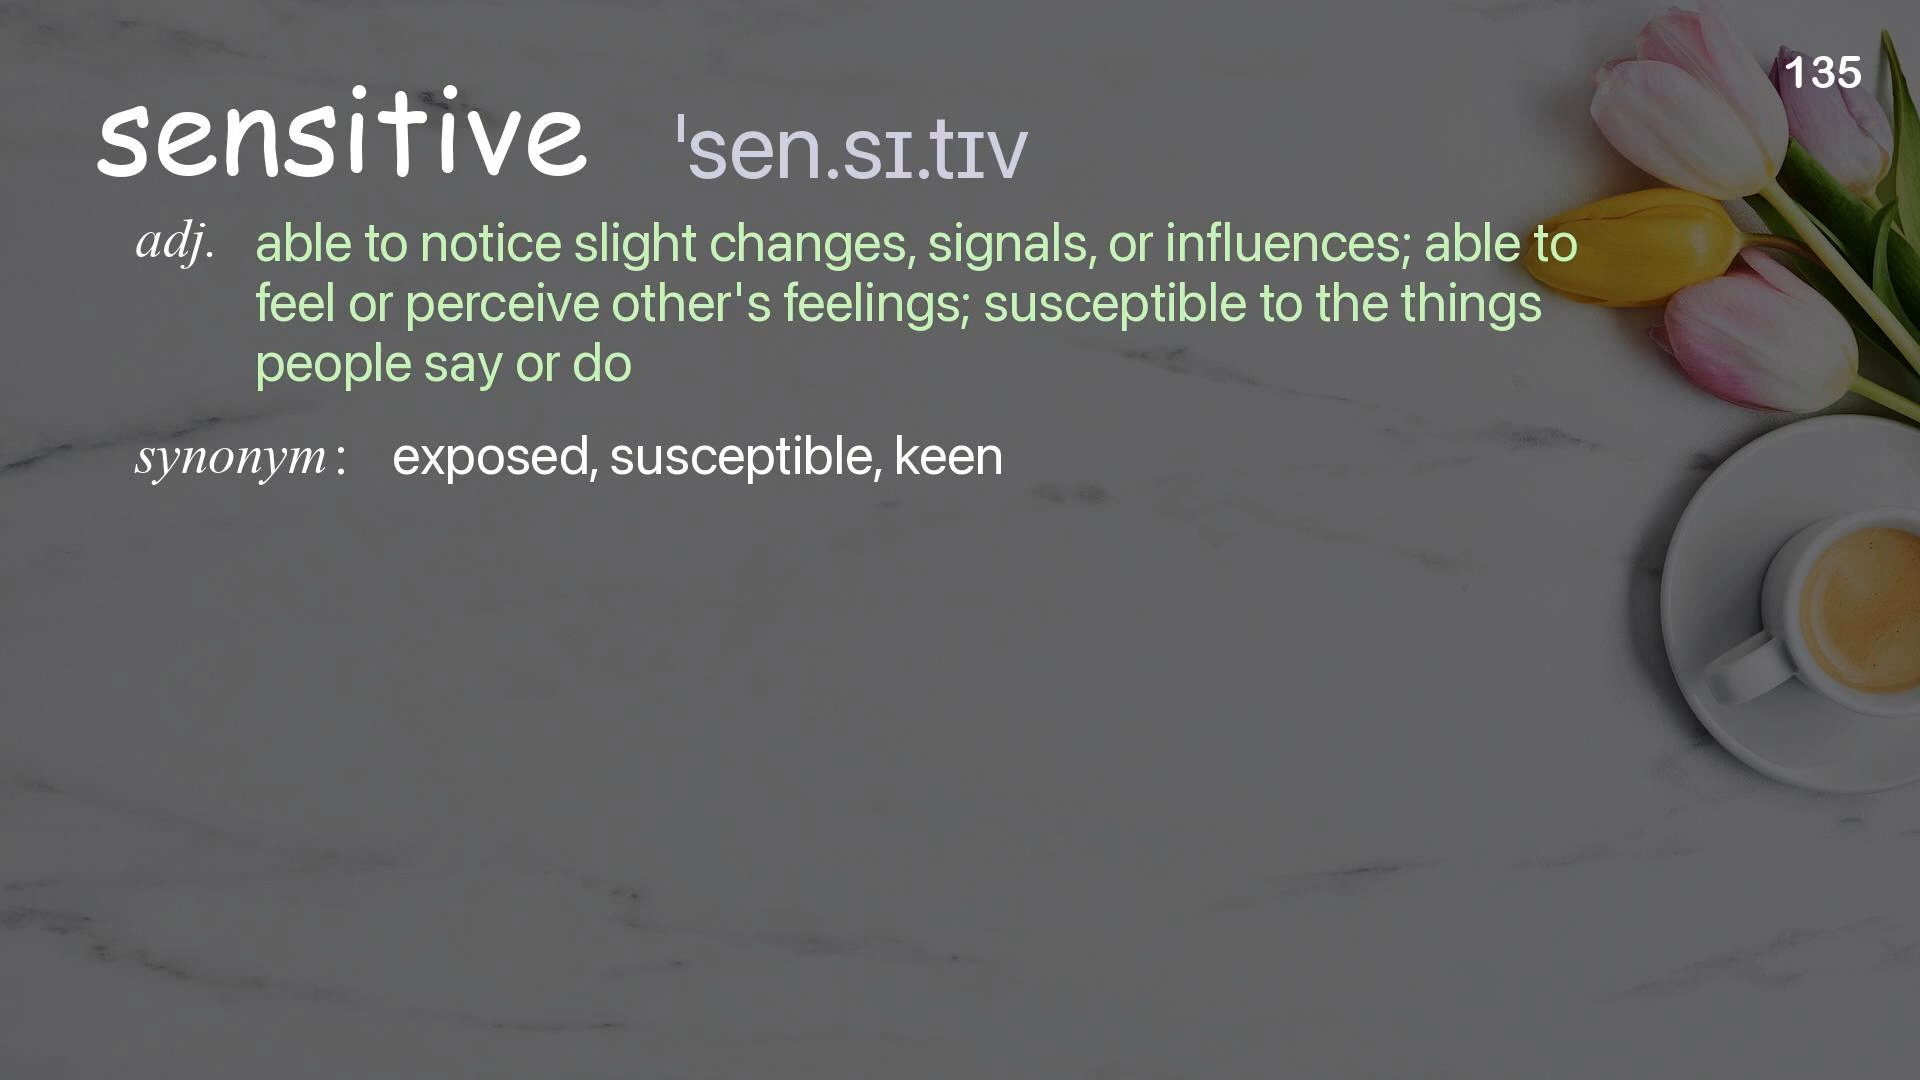 135
sensitive ˈsen.sɪ.tɪv
adj. able to notice slight changes, signals, or influences; able to
feel or perceive other's feelings; susceptible to the things
people say or do
synonym: exposed, susceptible, keen